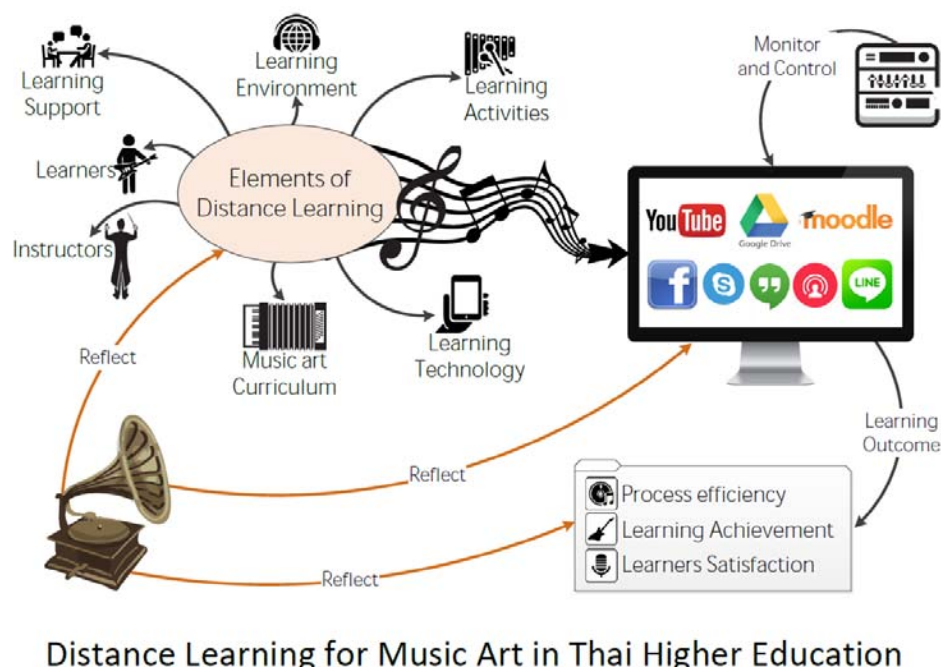 Learning
Support
Learning
Environment
Learning
Activities
Monitor
and Control
Learners
Elements of
Distance Learning
Instructors
YouTube
Google Drive
moodle
f
S
LINE
Reflect
Music art
Curriculum
Learning
Technology
Learning
Outcome
Reflect
Process efficiency
Learning Achievement
Learners Satisfaction
Reflect
Distance Learning for Music Art in Thai Higher Education